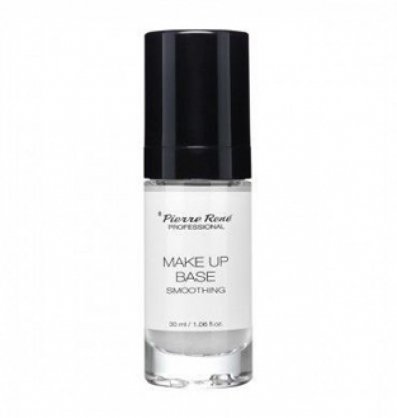 Pierre René
PROFESSIONAL
MAKE UP
BASE
SMOOTHING
30 ml / 1.06 fl.oz